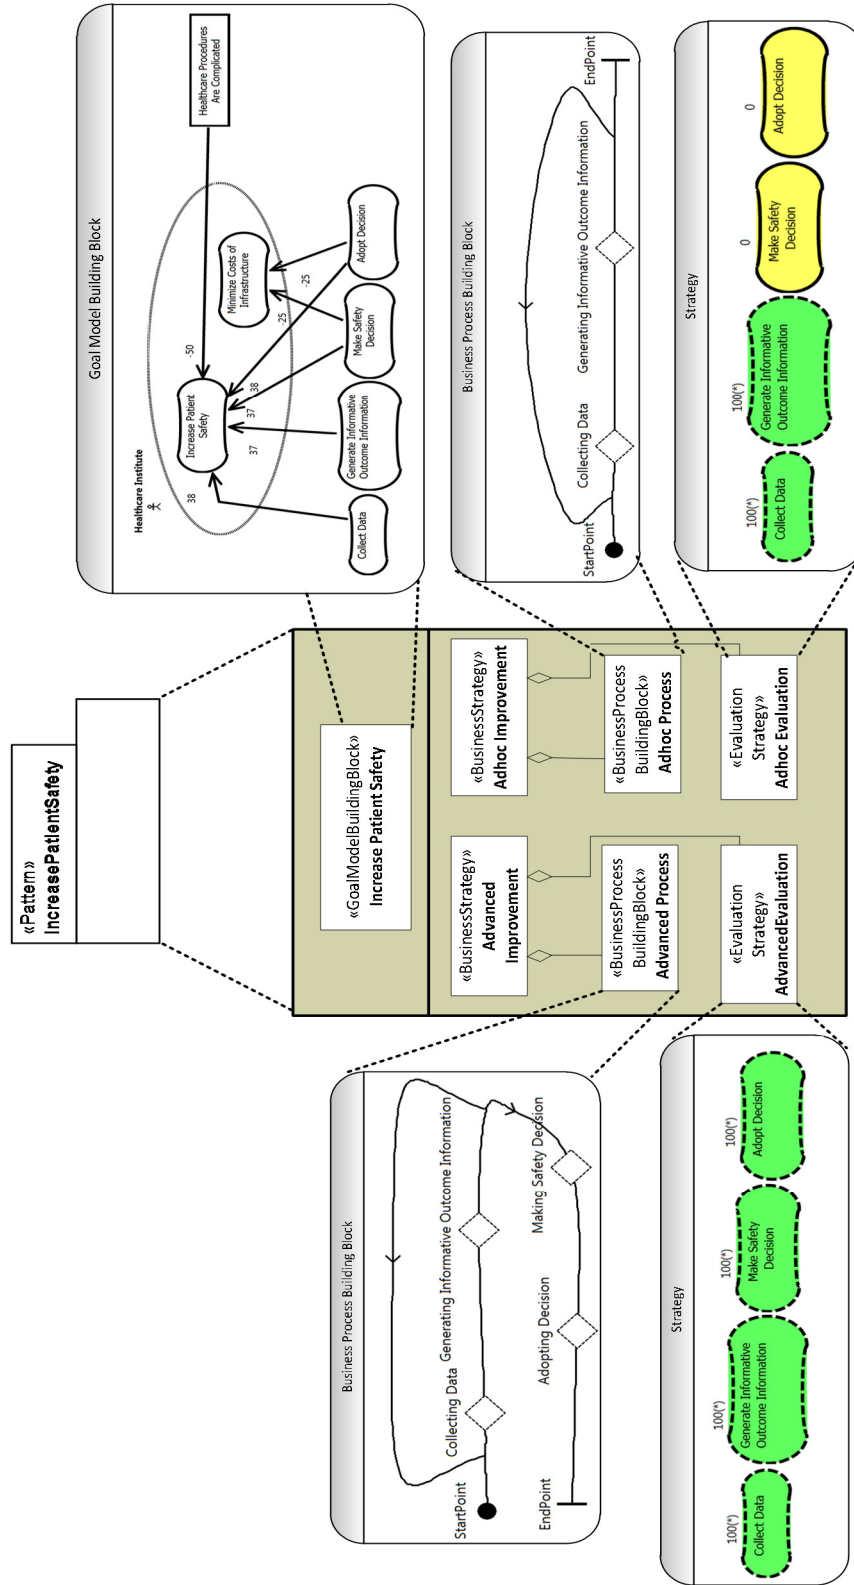 «Pattern»
IncreasePatientSafety
«GoalModelBuildingBlock»
Increase Patient Safety
«BusinessStrategy»
Advanced
Improvement
«BusinessStrategy»
Adhoc Improvement
«BusinessProcess
BuildingBlock»
Advanced Process
«BusinessProcess
BuildingBlock»
Adhoc Process
«Evaluation
Strategy»
AdvancedEvaluation
«Evaluation
Strategy»
Adhoc Evaluation
Goal Model Building Block
Healthcare Institute
Healthcare Procedures
Are Complicated
Increase Patient
Safety
Minimize Costs of
Infrastructure
38
37
37
38
-50
-25
-25
Collect Data
Generate Informative
Outcome Information
Make Safety
Decision
Adopt Decision
Business Process Building Block
StartPoint
Collecting Data
Generating Informative Outcome Information
EndPoint
Strategy
100(*)
100(*)
0
0
Collect Data
Generate Informative
Outcome Information
Make Safety
Decision
Adopt Decision
Business Process Building Block
StartPoint
Collecting Data
Generating Informative Outcome Information
EndPoint
Adopting Decision
Making Safety Decision
Strategy
100(*)
100(*)
100(*)
100(*)
Collect Data
Generate Informative
Outcome Information
Make Safety
Decision
Adopt Decision